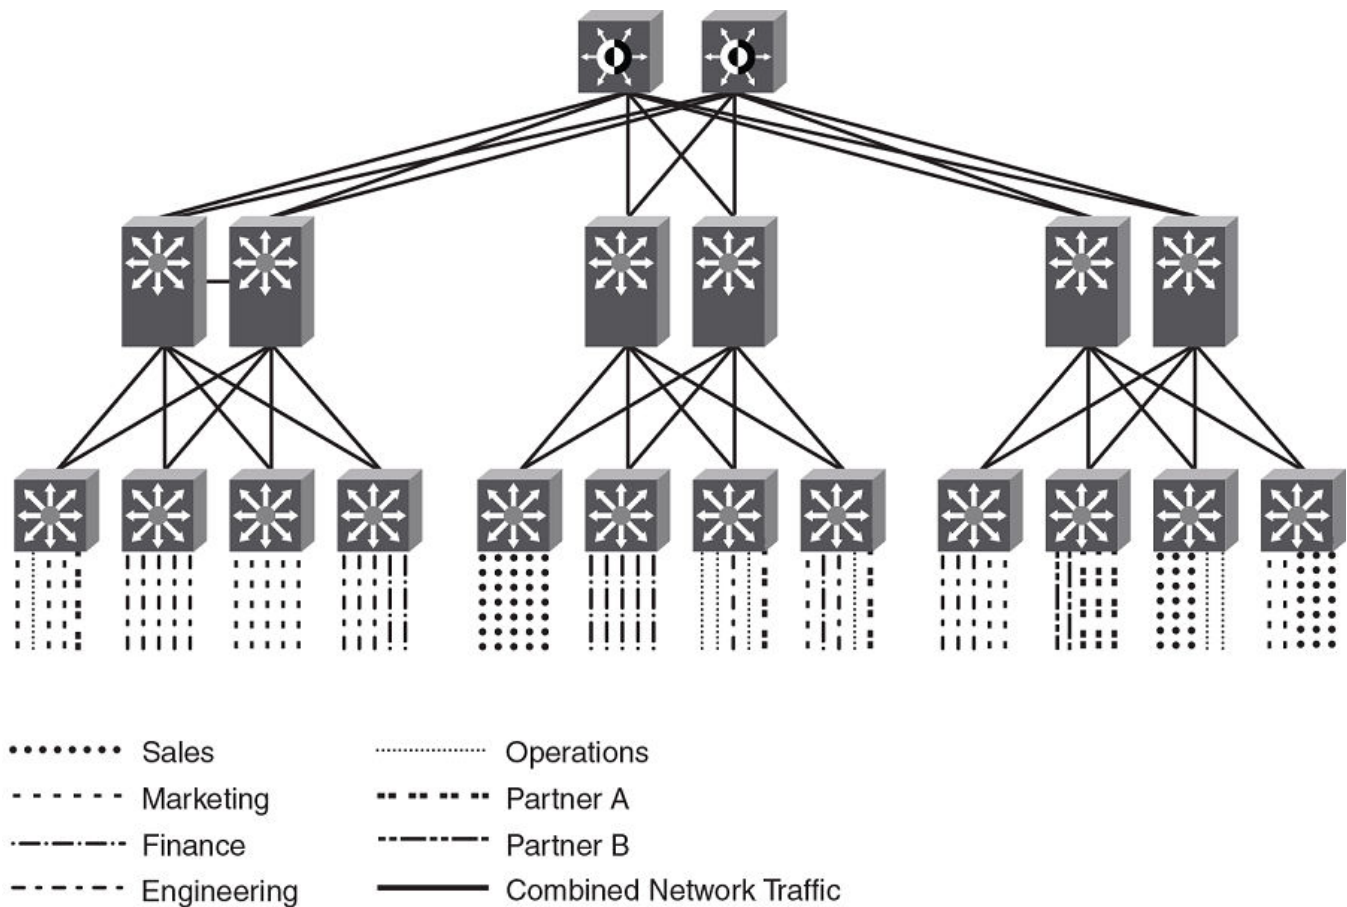 Sales
Marketing
Finance
Engineering
Operations
Partner A
Partner B
Combined Network Traffic